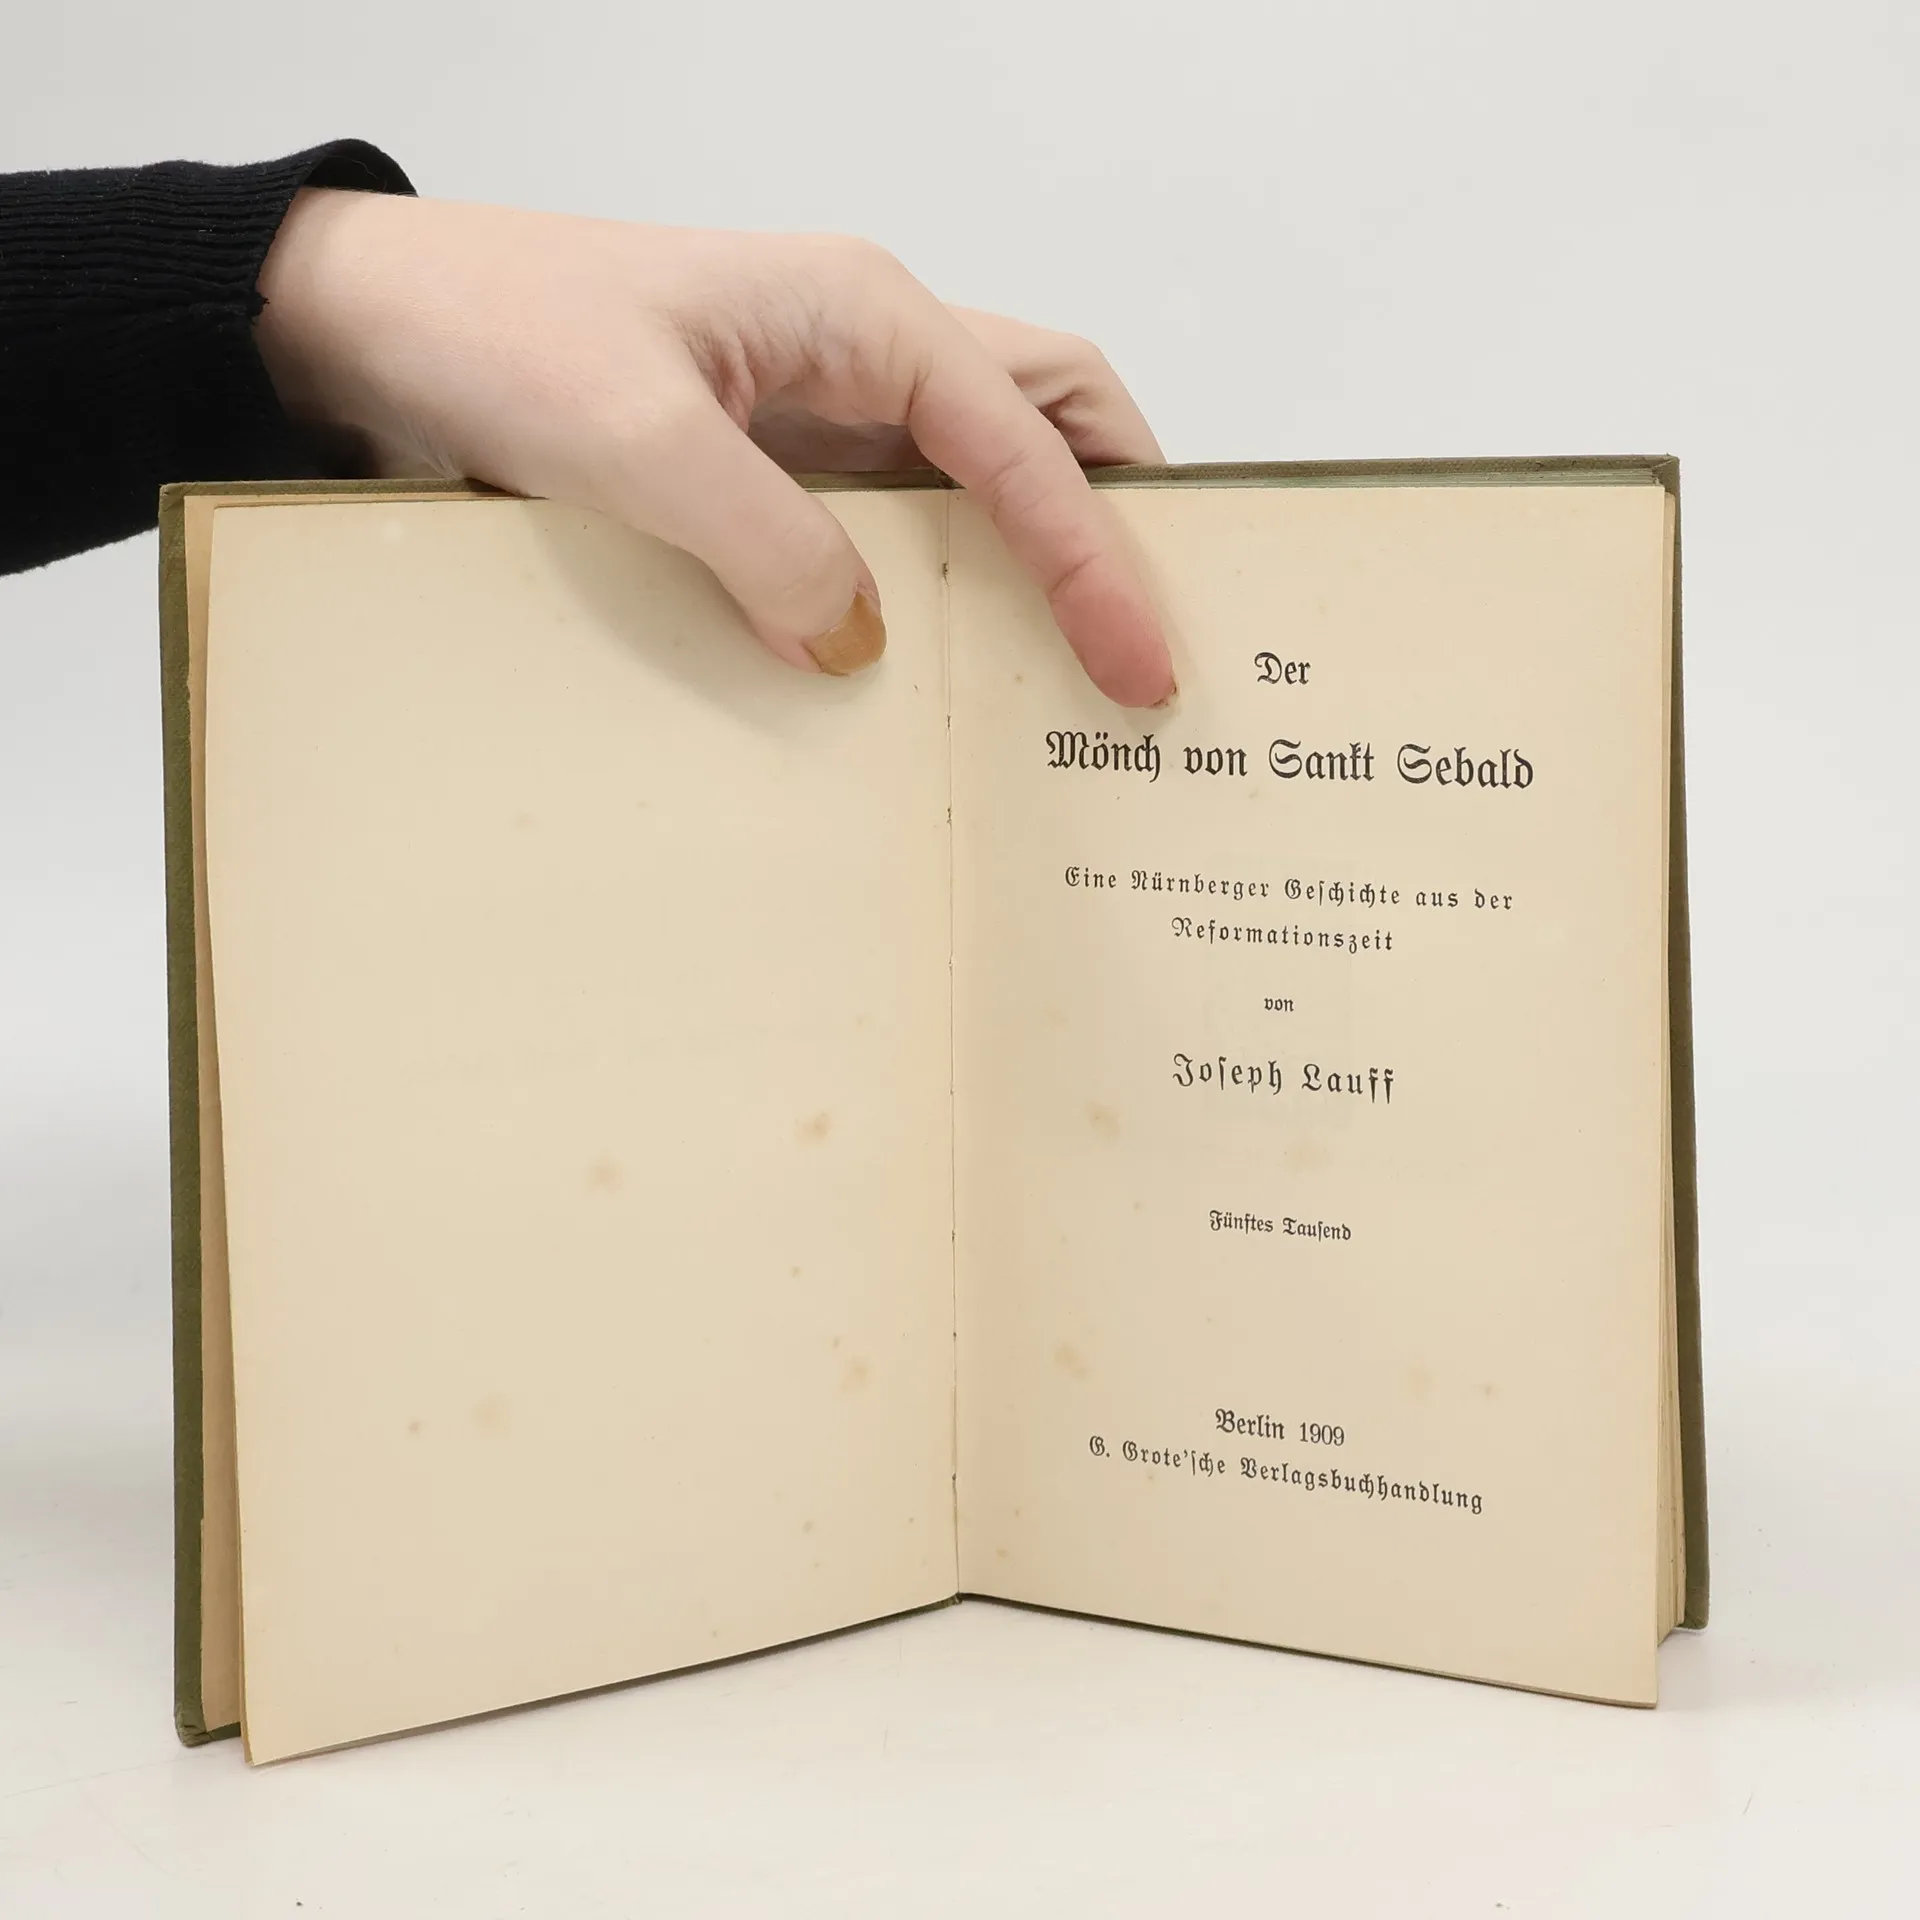 Der
Mönch von Sankt Sebald
Eine Nürnberger Geſchichte aus der
Reformationszeit
von
Joſeph Lauff
Fünftes Tauſend
Berlin 1909
G. Grote'ſche Verlagsbuchhandlung